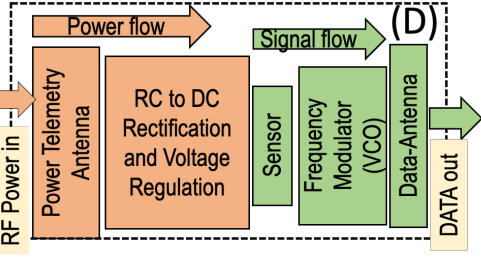 Power flow
Signal flow
(D)
RF Power in
Power Telemetry
Antenna
RC to DC
Rectification
and Voltage
Regulation
Sensor
Frequency
Modulator
(VCO)
Data-Antenna
DATA out